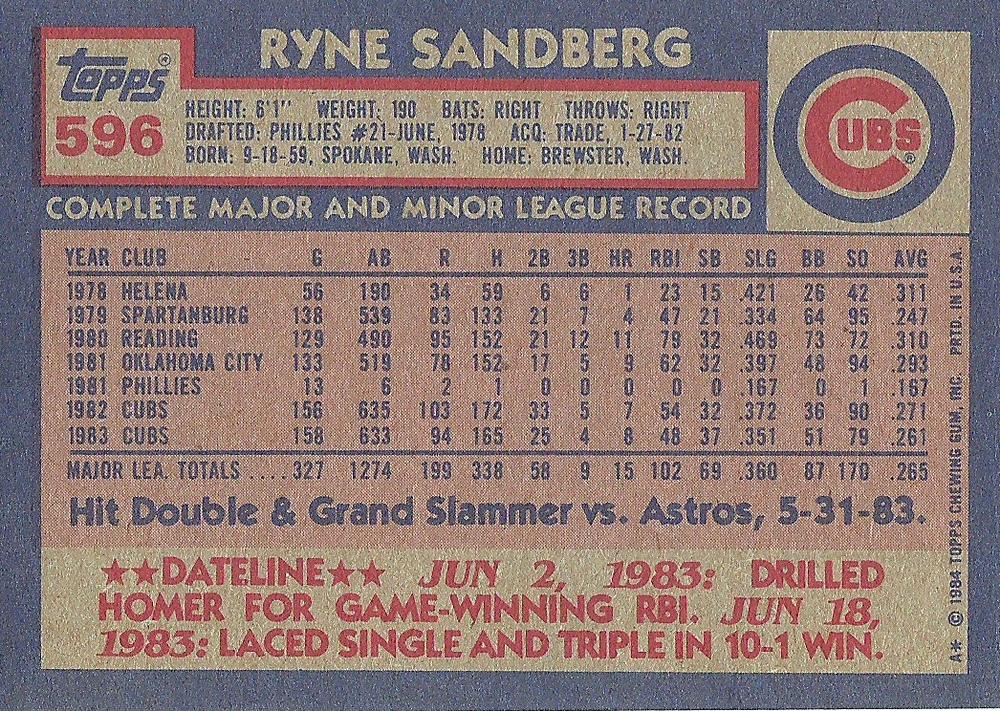 RYNE SANDBERG
TOPPS®
596
HEIGHT: 6'1" WEIGHT: 190 BATS: RIGHT THROWS: RIGHT
DRAFTED: PHILLIES #21-JUNE, 1978 ACQ: TRADE, 1-27-82
BORN: 9-18-59, SPOKANE, WASH. HOME: BREWSTER, WASH.
CUBS®
COMPLETE MAJOR AND MINOR LEAGUE RECORD
YEAR CLUB G AB R H 2B 3B HR RBI SB SLG BB SO AVG
1978 HELENA 56 190 34 59 6 6 1 23 15 .421 26 42 .311
1979 SPARTANBURG 138 539 83 133 21 7 4 47 21 .334 64 95 .247
1980 READING 129 490 95 152 21 12 11 79 32 .469 73 72 .310
1981 OKLAHOMA CITY 133 519 78 152 17 5 9 62 32 .397 48 94 .293
1981 PHILLIES 13 6 2 1 0 0 0 0 0 .167 0 1 .167
1982 CUBS 156 635 103 172 33 5 7 54 32 .372 36 90 .271
1983 CUBS 158 633 94 165 25 4 8 48 37 .351 51 79 .261
MAJOR LEA. TOTALS ....327 1274 199 338 58 9 15 102 69 .360 87 170 .265
Hit Double & Grand Slammer vs. Astros, 5-31-83.
★★DATELINE★★ JUN 2, 1983: DRILLED
HOMER FOR GAME-WINNING RBI. JUN 18,
1983: LACED SINGLE AND TRIPLE IN 10-1 WIN.
A* © 1984 TOPPS CHEWING GUM, INC. PRTD. IN U.S.A.